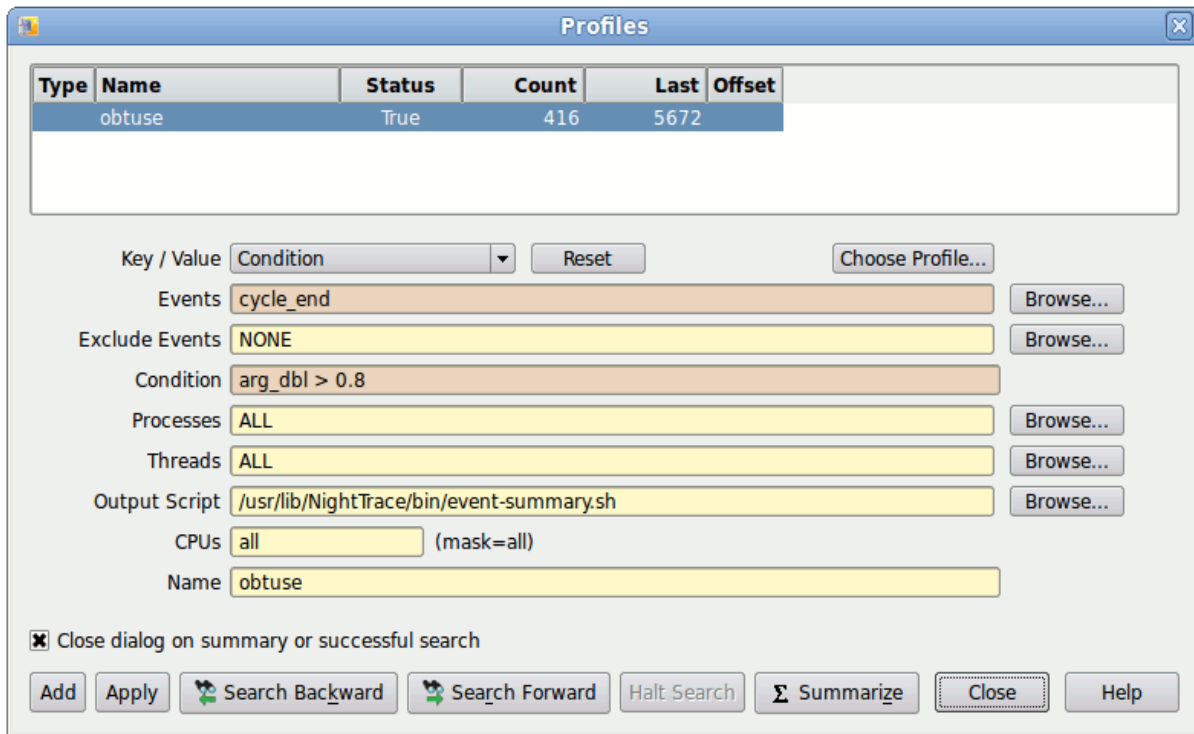 Profiles
Type Name Status Count Last Offset
obtuse True 416 5672
Key / Value Condition Reset Choose Profile...
Events cycle_end Browse...
Exclude Events NONE Browse...
Condition arg_dbl > 0.8
Processes ALL Browse...
Threads ALL Browse...
Output Script /usr/lib/NightTrace/bin/event-summary.sh Browse...
CPUs all (mask=all)
Name obtuse
Close dialog on summary or successful search
Add Apply Search Backward Search Forward Halt Search Σ Summarize Close Help